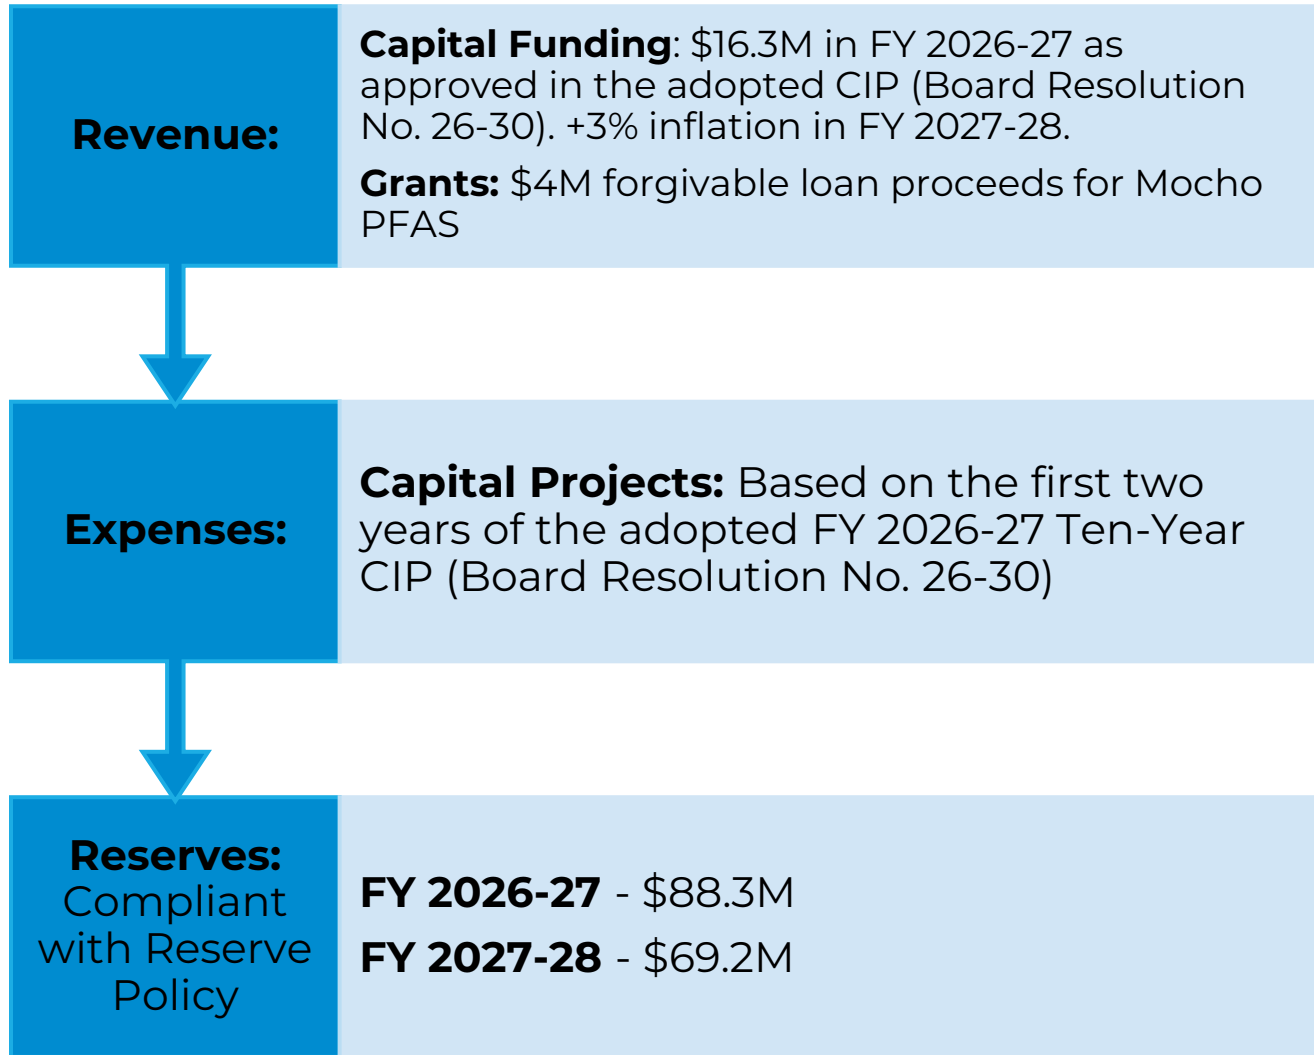 Revenue:
Capital Funding: $16.3M in FY 2026-27 as
approved in the adopted CIP (Board Resolution
No. 26-30). +3% inflation in FY 2027-28.
Grants: $4M forgivable loan proceeds for Mocho
PFAS
Expenses:
Capital Projects: Based on the first two
years of the adopted FY 2026-27 Ten-Year
CIP (Board Resolution No. 26-30)
Reserves:
Compliant
with Reserve
Policy
FY 2026-27 - $88.3M
FY 2027-28 - $69.2M